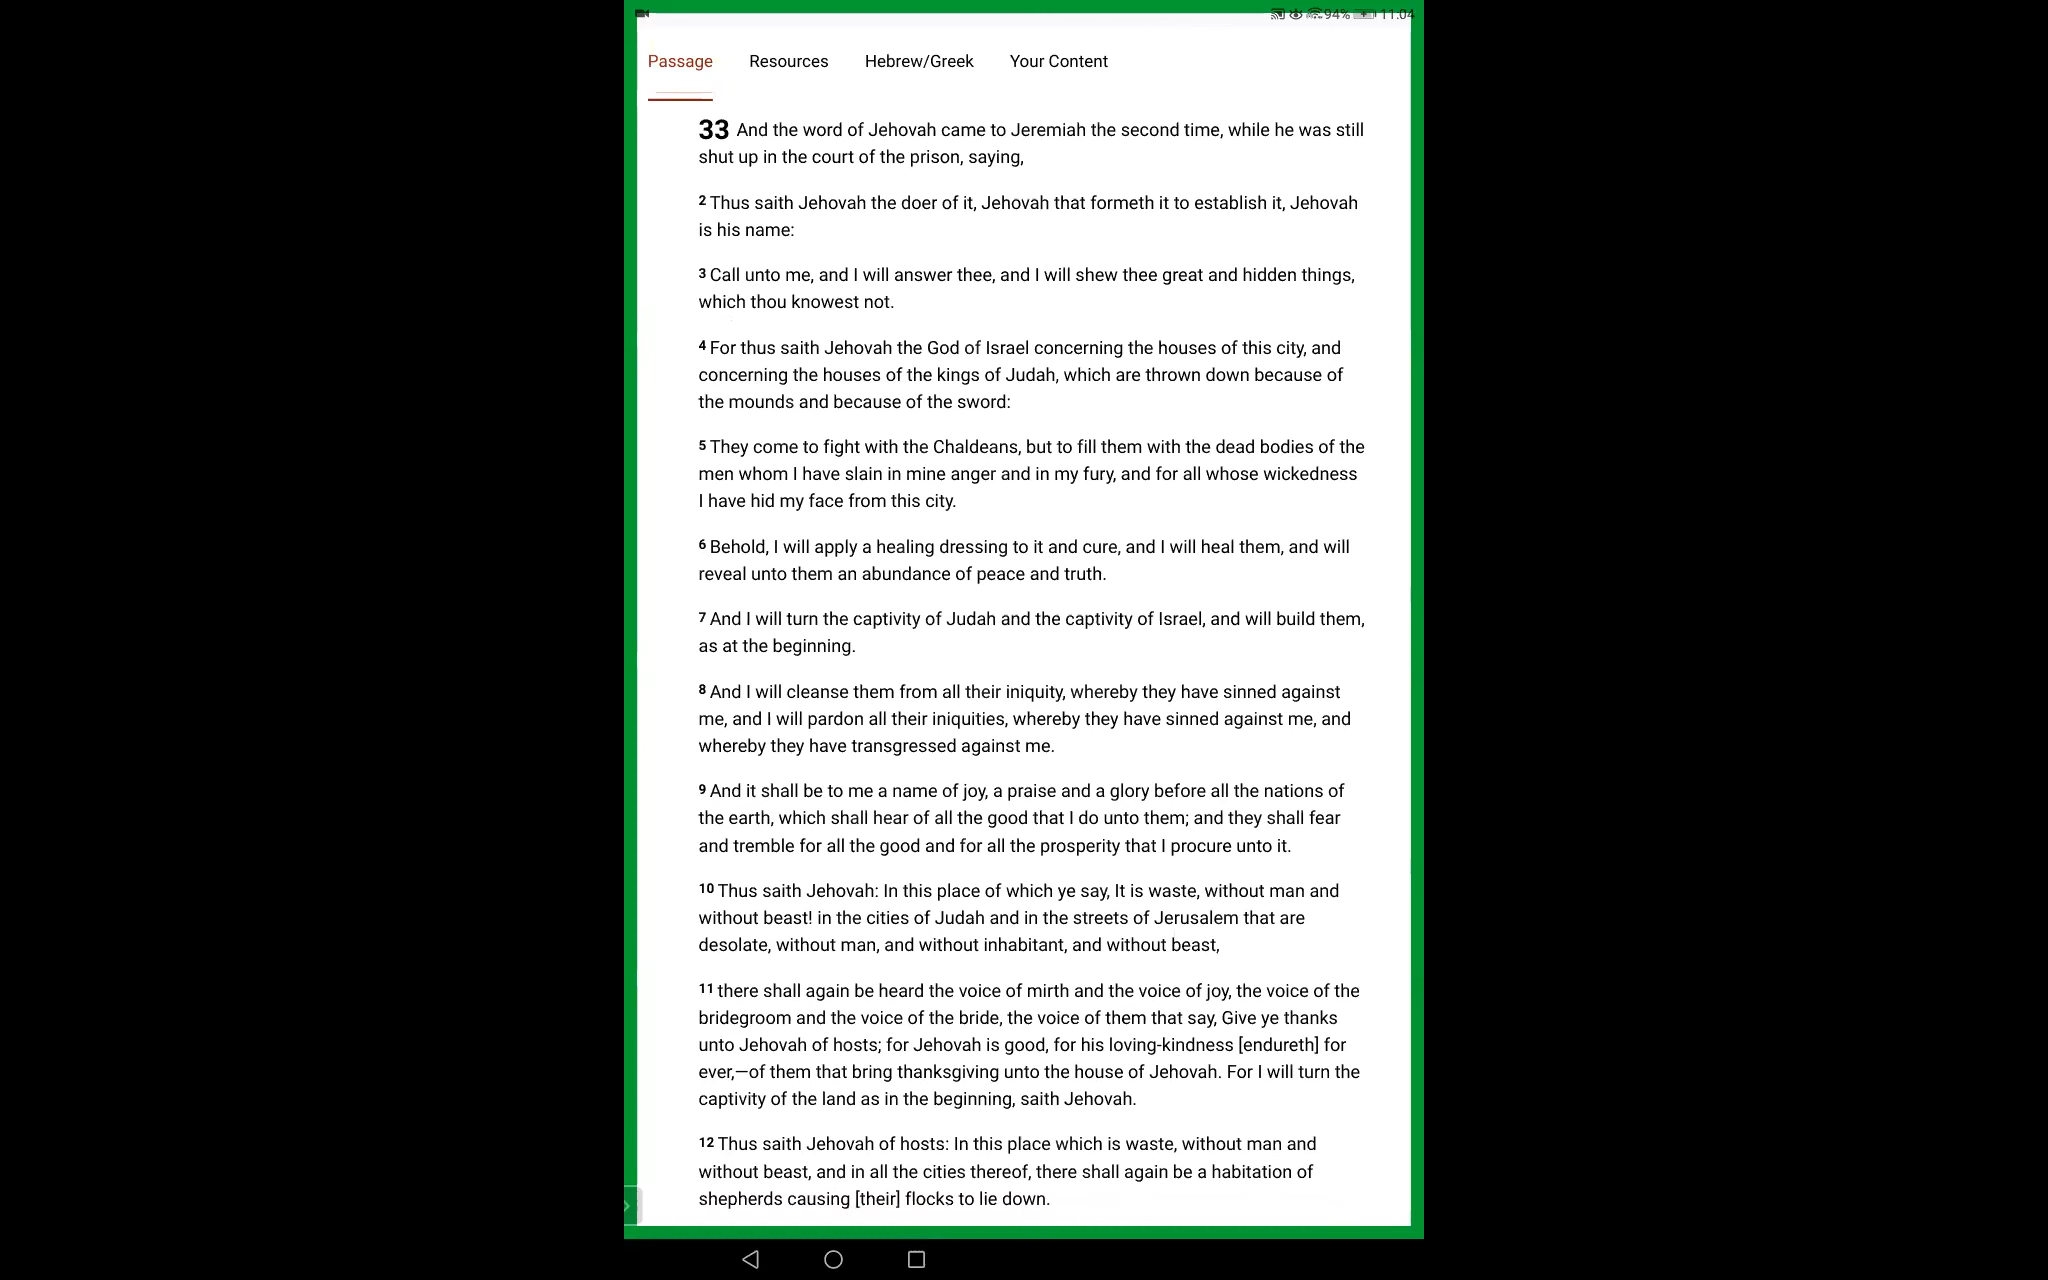 94% 11:04
Passage Resources Hebrew/Greek Your Content
33 And the word of Jehovah came to Jeremiah the second time, while he was still
shut up in the court of the prison, saying,
2 Thus saith Jehovah the doer of it, Jehovah that formeth it to establish it, Jehovah
is his name:
3 Call unto me, and I will answer thee, and I will shew thee great and hidden things,
which thou knowest not.
4 For thus saith Jehovah the God of Israel concerning the houses of this city, and
concerning the houses of the kings of Judah, which are thrown down because of
the mounds and because of the sword:
5 They come to fight with the Chaldeans, but to fill them with the dead bodies of the
men whom I have slain in mine anger and in my fury, and for all whose wickedness
I have hid my face from this city.
6 Behold, I will apply a healing dressing to it and cure, and I will heal them, and will
reveal unto them an abundance of peace and truth.
7 And I will turn the captivity of Judah and the captivity of Israel, and will build them,
as at the beginning.
8 And I will cleanse them from all their iniquity, whereby they have sinned against
me, and I will pardon all their iniquities, whereby they have sinned against me, and
whereby they have transgressed against me.
9 And it shall be to me a name of joy, a praise and a glory before all the nations of
the earth, which shall hear of all the good that I do unto them; and they shall fear
and tremble for all the good and for all the prosperity that I procure unto it.
10 Thus saith Jehovah: In this place of which ye say, It is waste, without man and
without beast! in the cities of Judah and in the streets of Jerusalem that are
desolate, without man, and without inhabitant, and without beast,
11 there shall again be heard the voice of mirth and the voice of joy, the voice of the
bridegroom and the voice of the bride, the voice of them that say, Give ye thanks
unto Jehovah of hosts; for Jehovah is good, for his loving-kindness [endureth] for
ever,—of them that bring thanksgiving unto the house of Jehovah. For I will turn the
captivity of the land as in the beginning, saith Jehovah.
12 Thus saith Jehovah of hosts: In this place which is waste, without man and
without beast, and in all the cities thereof, there shall again be a habitation of
shepherds causing [their] flocks to lie down.